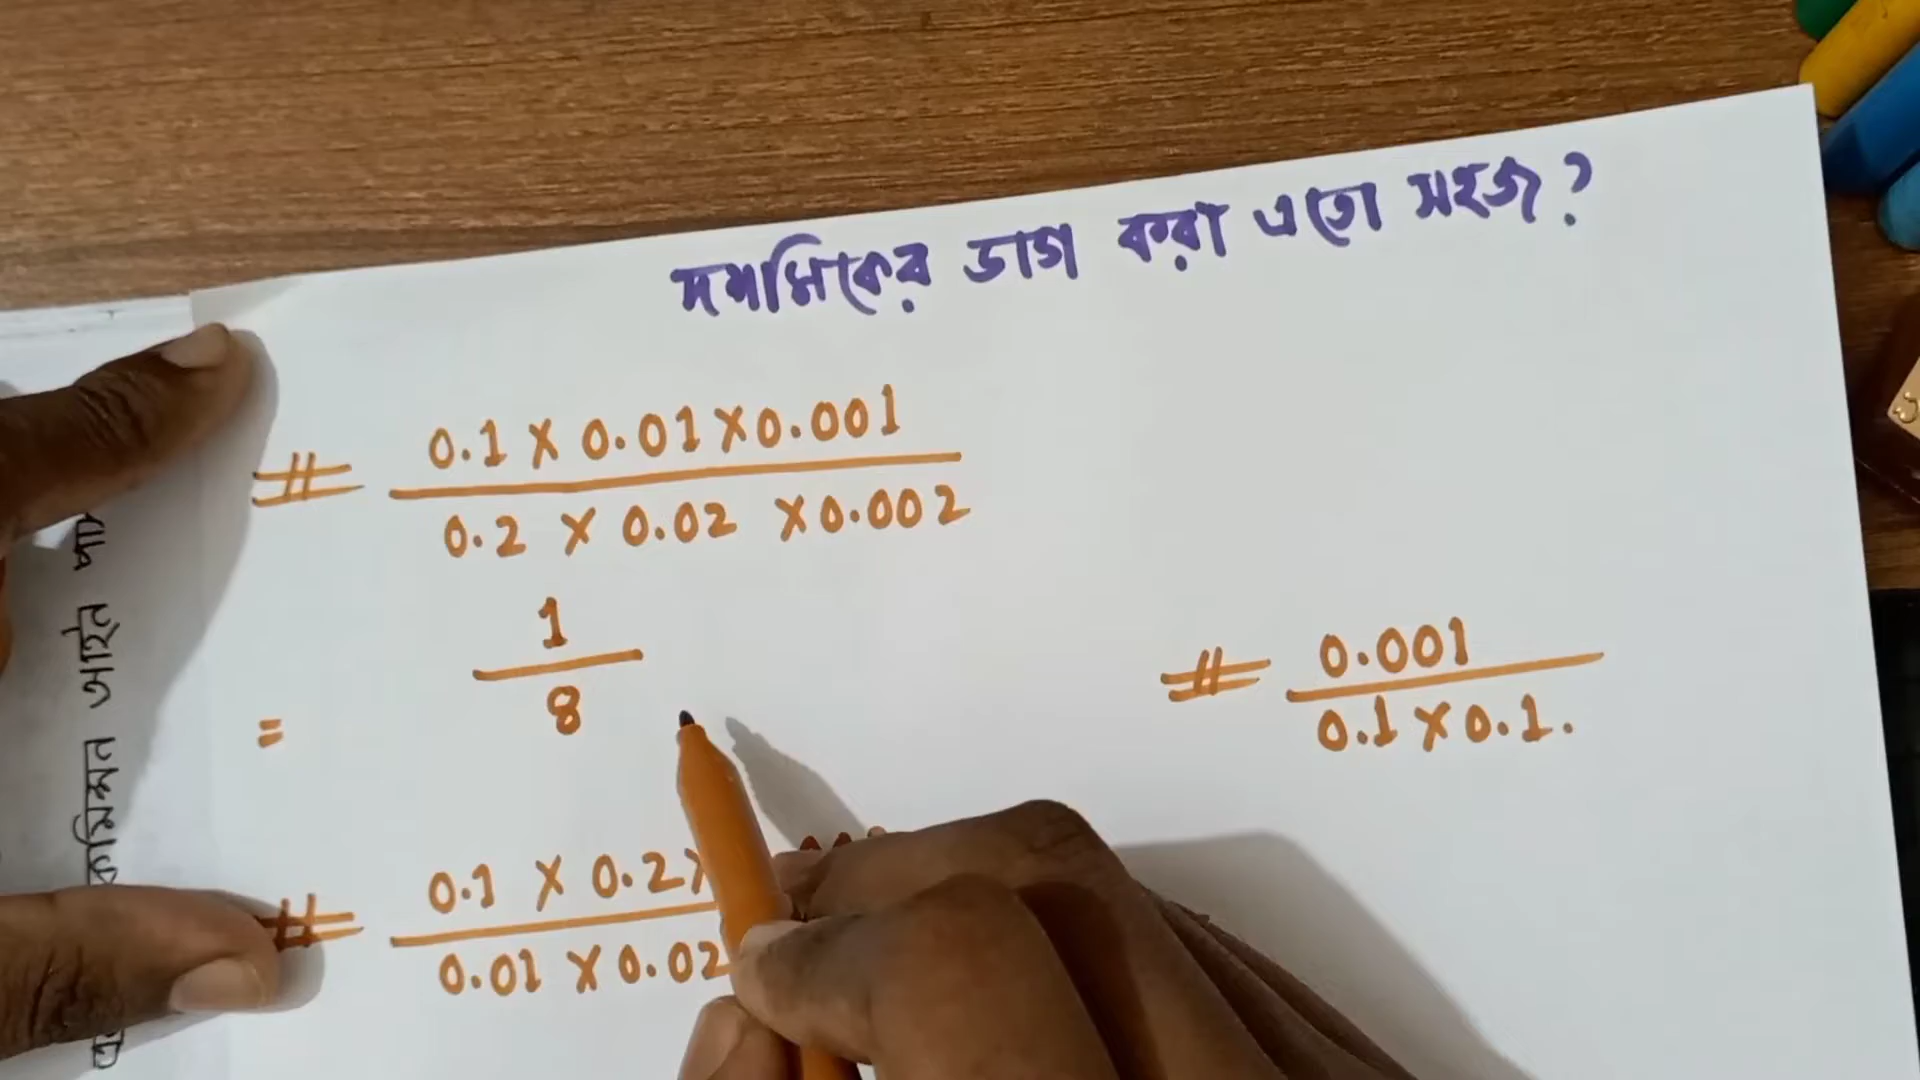 দশমিকের ভাগ করা এতো সহজ?
# 0.1 X 0.01 X 0.001
0.2 X 0.02 X 0.002
= 1
8
# 0.001
0.1 X 0.1.
# 0.1 X 0.2 X
0.01 X 0.02